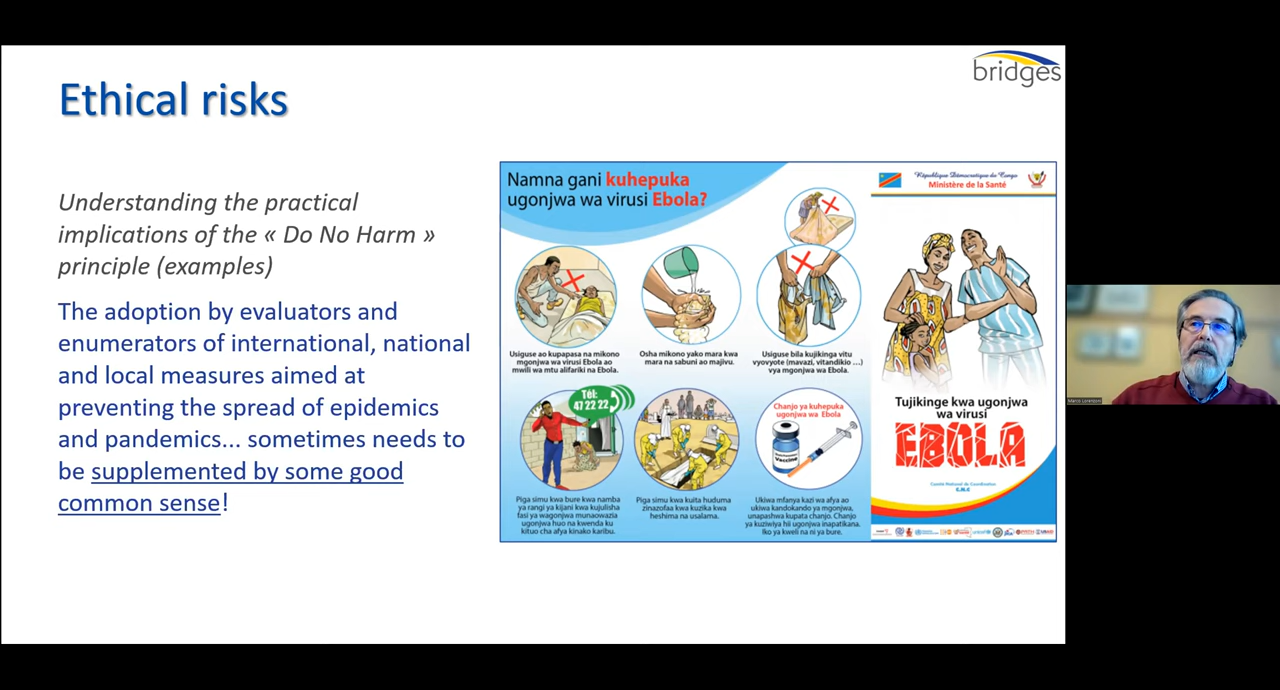 bridges
Ethical risks
Understanding the practical
implications of the « Do No Harm »
principle (examples)
The adoption by evaluators and
enumerators of international, national
and local measures aimed at
preventing the spread of epidemics
and pandemics... sometimes needs to
be supplemented by some good
common sense!
Namna gani kuhepuka
ugonjwa wa virusi Ebola?
Usiguse ao kupapasa na mikono
mgonjwa wa virusi Ebola ao
mwili wa mtu alifariki na Ebola.
Osha mikono yako mara kwa
mara na sabuni ao majivu.
Usiguse bila kujikinga vitu
vyovyote (mavazi, vitandikio ...)
vya mgonjwa wa Ebola.
Tél:
47 22 22
Piga simu kwa bure kwa namba
ya rangi ya kijani kwa kujulisha
fasi ya wagonjwa munaowazia
ugonjwa huo na kwenda ku
kituo cha afya kinako karibu.
Piga simu kwa kuita huduma
zinazofaa kwa kuzika kwa
heshima na usalama.
Chanjo ya kuhepuka
ugonjwa wa Ebola
Vaccine
Ukiwa mfanya kazi wa afya ao
ukiwa kandokando ya mgonjwa,
unapashwa kupata chanjo. Chanjo
ya kuziwiya hii ugonjwa inapatikana.
Iko ya kweli na ni ya bure.
République Démocratique du Congo
Ministère de la Santé
Tujikinge kwa ugonjwa
wa virusi
EBOLA
Comité National de Coordination
C.N.C
unicef
USAID
Marco Lorenzoni